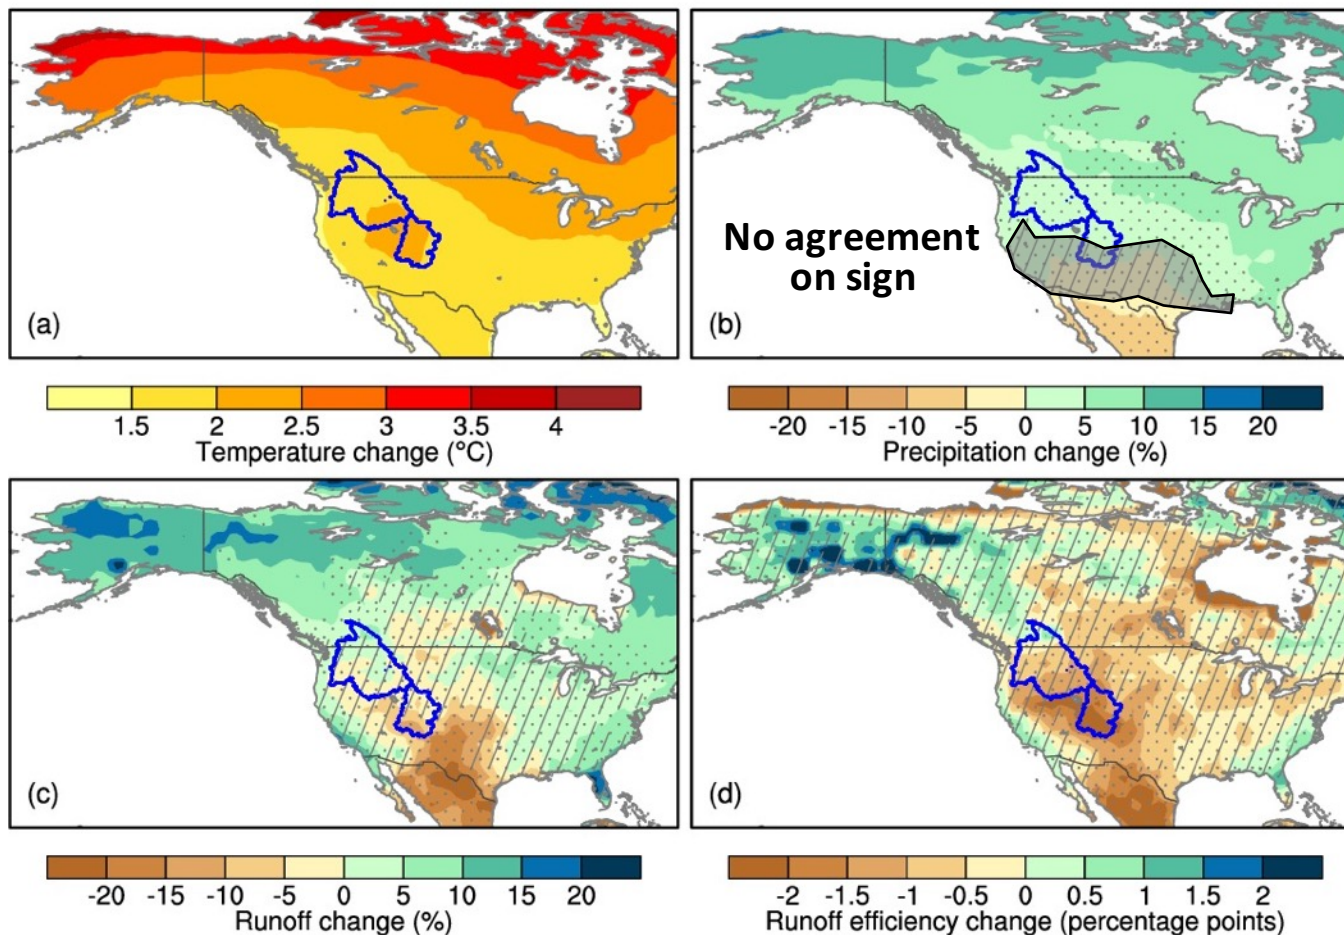 No agreement
on sign
(a)
(b)
1.5 2 2.5 3 3.5 4
Temperature change (°C)
-20 -15 -10 -5 0 5 10 15 20
Precipitation change (%)
(c)
(d)
-20 -15 -10 -5 0 5 10 15 20
Runoff change (%)
-2 -1.5 -1 -0.5 0 0.5 1 1.5 2
Runoff efficiency change (percentage points)